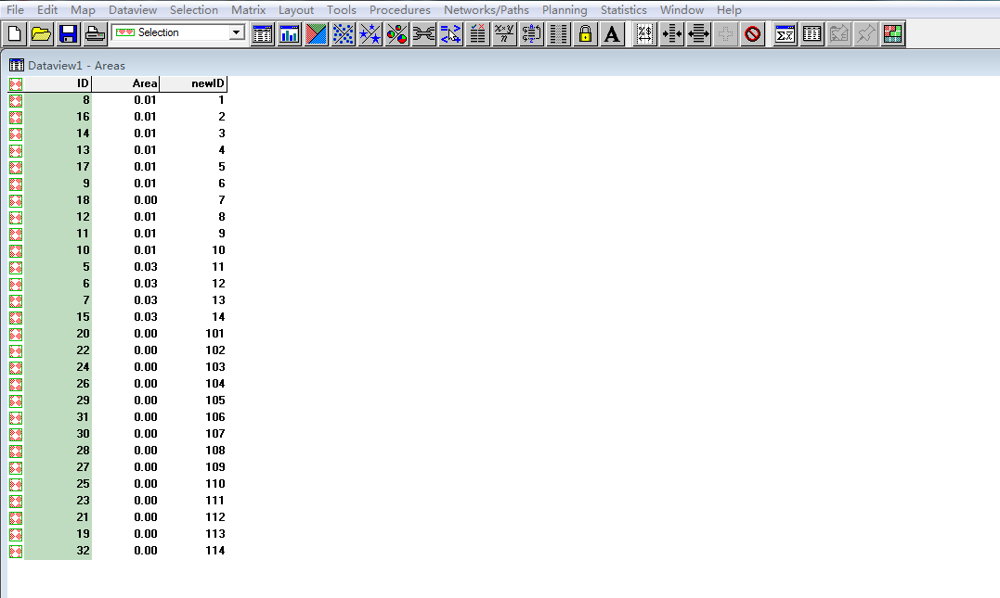 File Edit Map Dataview Selection Matrix Layout Tools Procedures Networks/Paths Planning Statistics Window Help
Selection
Dataview1 - Areas
ID Area newID
8 0.01 1
16 0.01 2
14 0.01 3
13 0.01 4
17 0.01 5
9 0.01 6
18 0.00 7
12 0.01 8
11 0.01 9
10 0.01 10
5 0.03 11
6 0.03 12
7 0.03 13
15 0.03 14
20 0.00 101
22 0.00 102
24 0.00 103
26 0.00 104
29 0.00 105
31 0.00 106
30 0.00 107
28 0.00 108
27 0.00 109
25 0.00 110
23 0.00 111
21 0.00 112
19 0.00 113
32 0.00 114